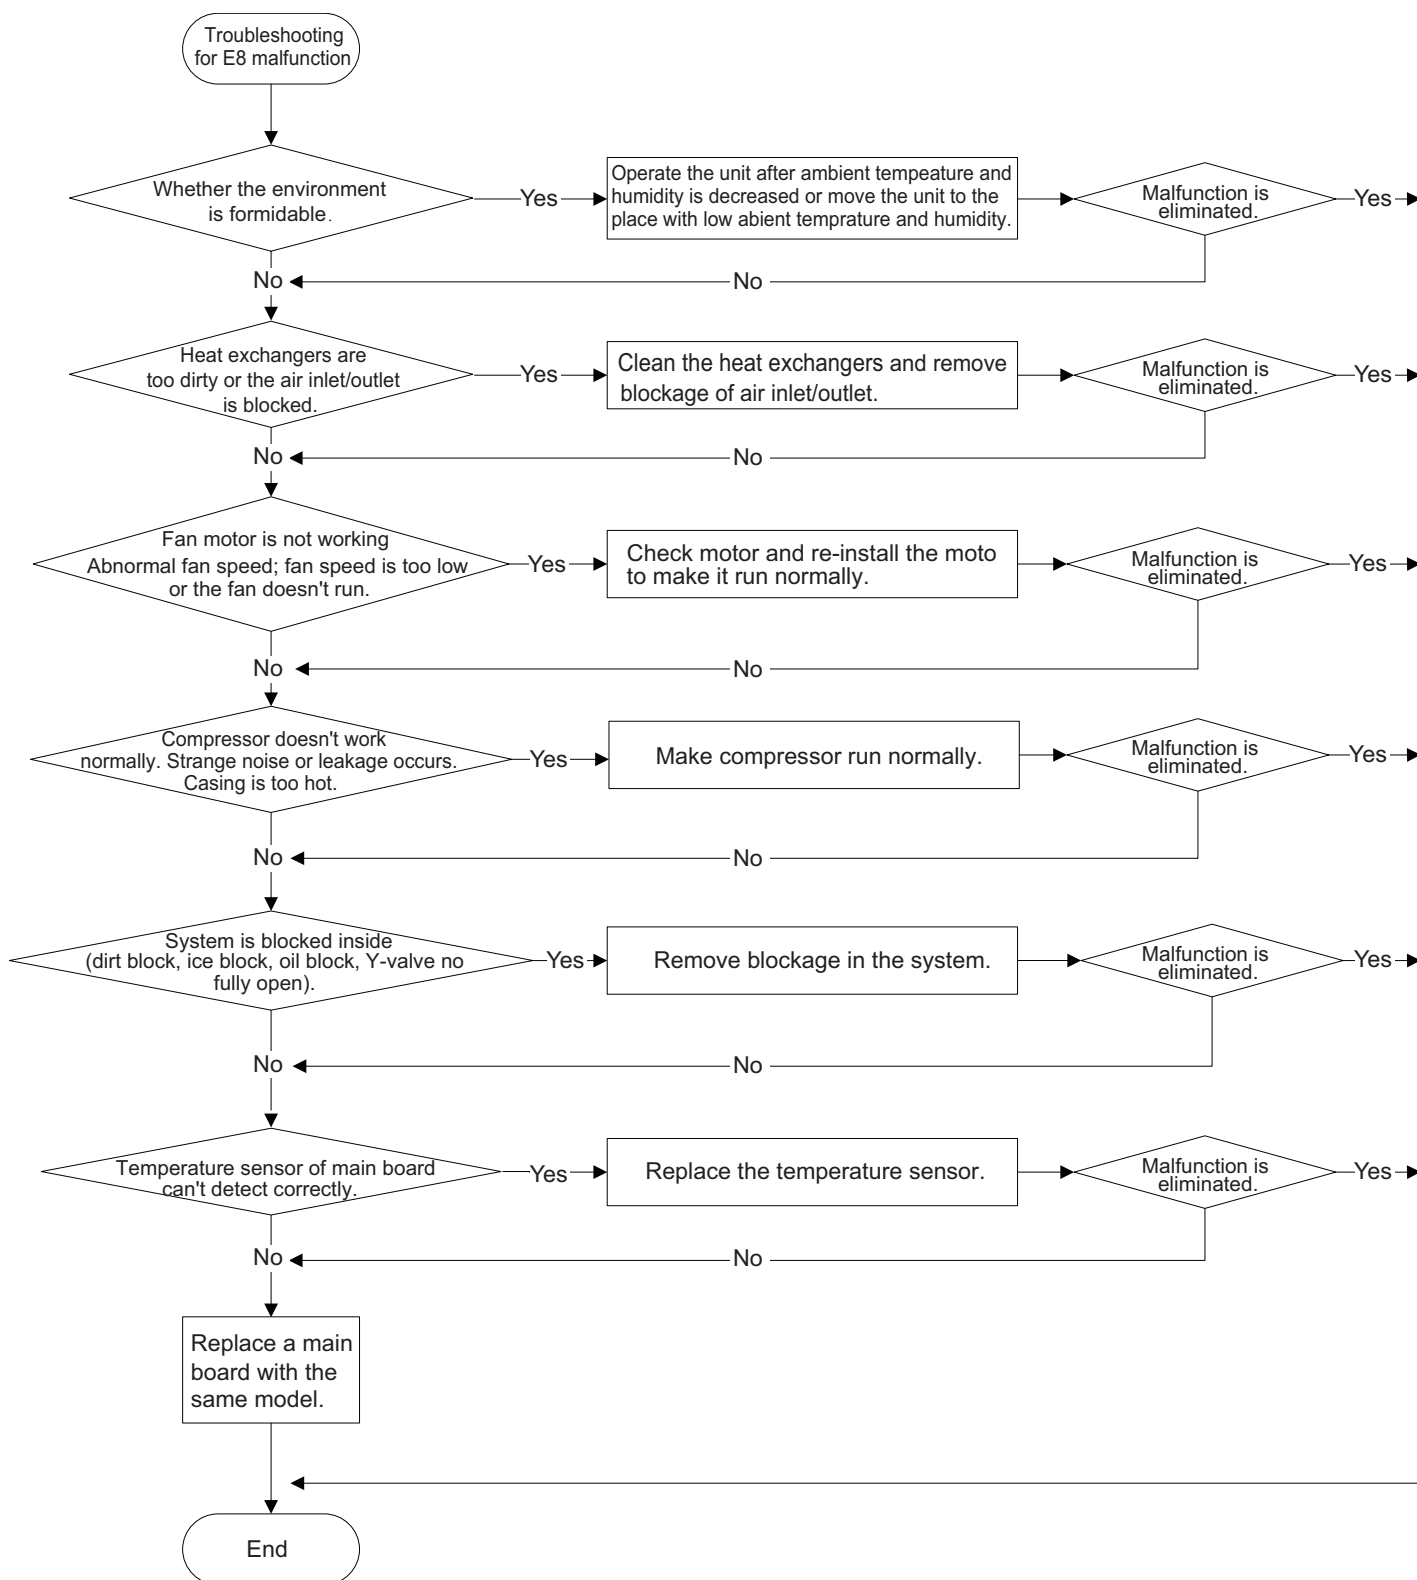 Troubleshooting
for E8 malfunction
Whether the environment
is formidable.
Yes
Operate the unit after ambient tempeature and
humidity is decreased or move the unit to the
place with low abient temprature and humidity.
Malfunction is
eliminated.
Yes
No
No
Heat exchangers are
too dirty or the air inlet/outlet
is blocked.
Yes
Clean the heat exchangers and remove
blockage of air inlet/outlet.
Malfunction is
eliminated.
Yes
No
No
Fan motor is not working
Abnormal fan speed; fan speed is too low
or the fan doesn't run.
Yes
Check motor and re-install the moto
to make it run normally.
Malfunction is
eliminated.
Yes
No
No
Compressor doesn't work
normally. Strange noise or leakage occurs.
Casing is too hot.
Yes
Make compressor run normally.
Malfunction is
eliminated.
Yes
No
No
System is blocked inside
(dirt block, ice block, oil block, Y-valve no
fully open).
Yes
Remove blockage in the system.
Malfunction is
eliminated.
Yes
No
No
Temperature sensor of main board
can't detect correctly.
Yes
Replace the temperature sensor.
Malfunction is
eliminated.
Yes
No
No
Replace a main
board with the
same model.
End